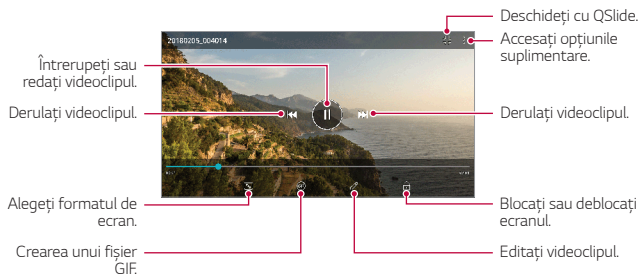 Deschideți cu QSlide.
20180205_004014
Accesați opțiunile
suplimentare.
Întrerupeți sau
redați videoclipul.
Derulați videoclipul.
Derulați videoclipul.
Alegeți formatul de
ecran.
Blocați sau deblocați
ecranul.
Crearea unui fișier
GIF.
Editați videoclipul.